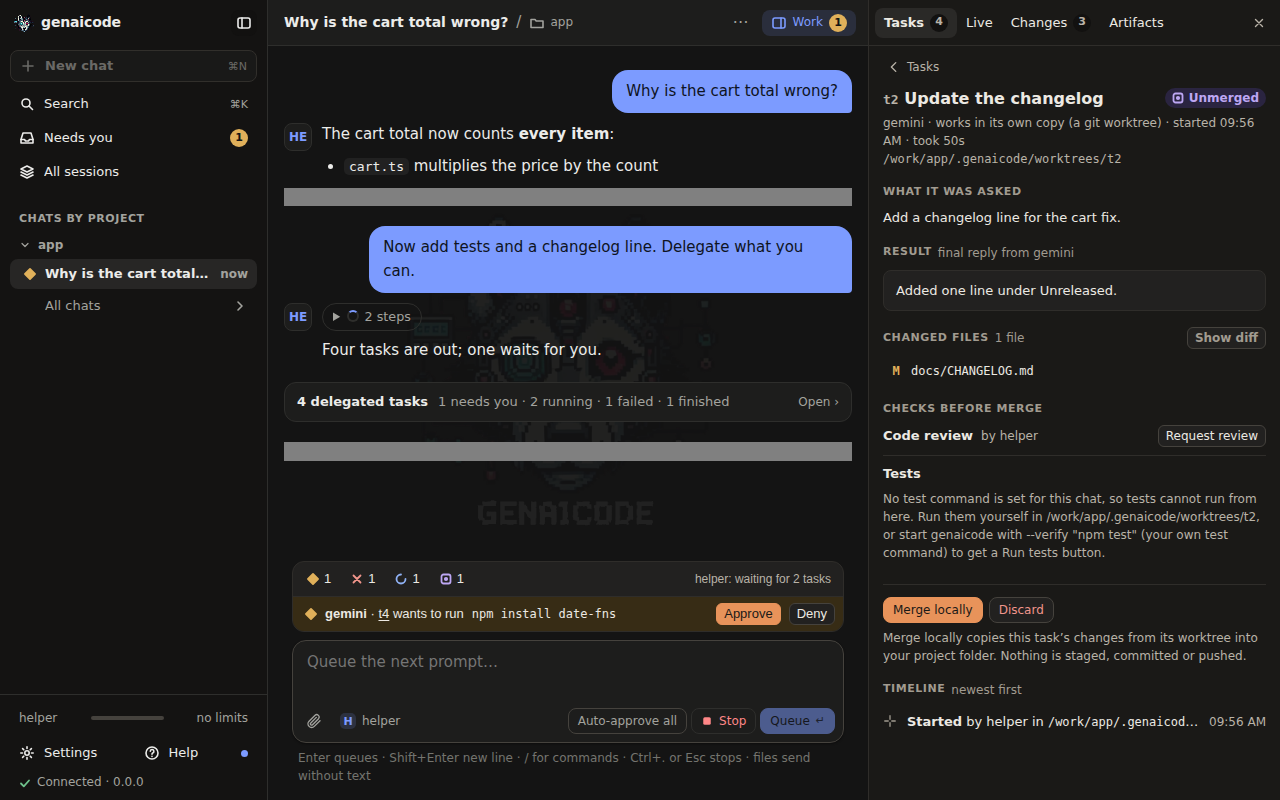 genaicode
New chat ⌘N
Search ⌘K
Needs you 1
All sessions
CHATS BY PROJECT
app
Why is the cart total... now
All chats
helper no limits
Settings Help
Connected · 0.0.0
Why is the cart total wrong? / app ··· Work 1
Why is the cart total wrong?
HE The cart total now counts every item:
• cart.ts multiplies the price by the count
Now add tests and a changelog line. Delegate what you
can.
HE 2 steps
Four tasks are out; one waits for you.
4 delegated tasks 1 needs you · 2 running · 1 failed · 1 finished Open ›
GENAICODE
1 1 1 1 helper: waiting for 2 tasks
gemini · t4 wants to run npm install date-fns Approve Deny
Queue the next prompt…
H helper Auto-approve all Stop Queue ↵
Enter queues · Shift+Enter new line · / for commands · Ctrl+. or Esc stops · files send
without text
Tasks 4 Live Changes 3 Artifacts
Tasks
t2 Update the changelog Unmerged
gemini · works in its own copy (a git worktree) · started 09:56
AM · took 50s
/work/app/.genaicode/worktrees/t2
WHAT IT WAS ASKED
Add a changelog line for the cart fix.
RESULT final reply from gemini
Added one line under Unreleased.
CHANGED FILES 1 file Show diff
M docs/CHANGELOG.md
CHECKS BEFORE MERGE
Code review by helper Request review
Tests
No test command is set for this chat, so tests cannot run from
here. Run them yourself in /work/app/.genaicode/worktrees/t2,
or start genaicode with --verify "npm test" (your own test
command) to get a Run tests button.
Merge locally Discard
Merge locally copies this task’s changes from its worktree into
your project folder. Nothing is staged, committed or pushed.
TIMELINE newest first
Started by helper in /work/app/.genaicod… 09:56 AM